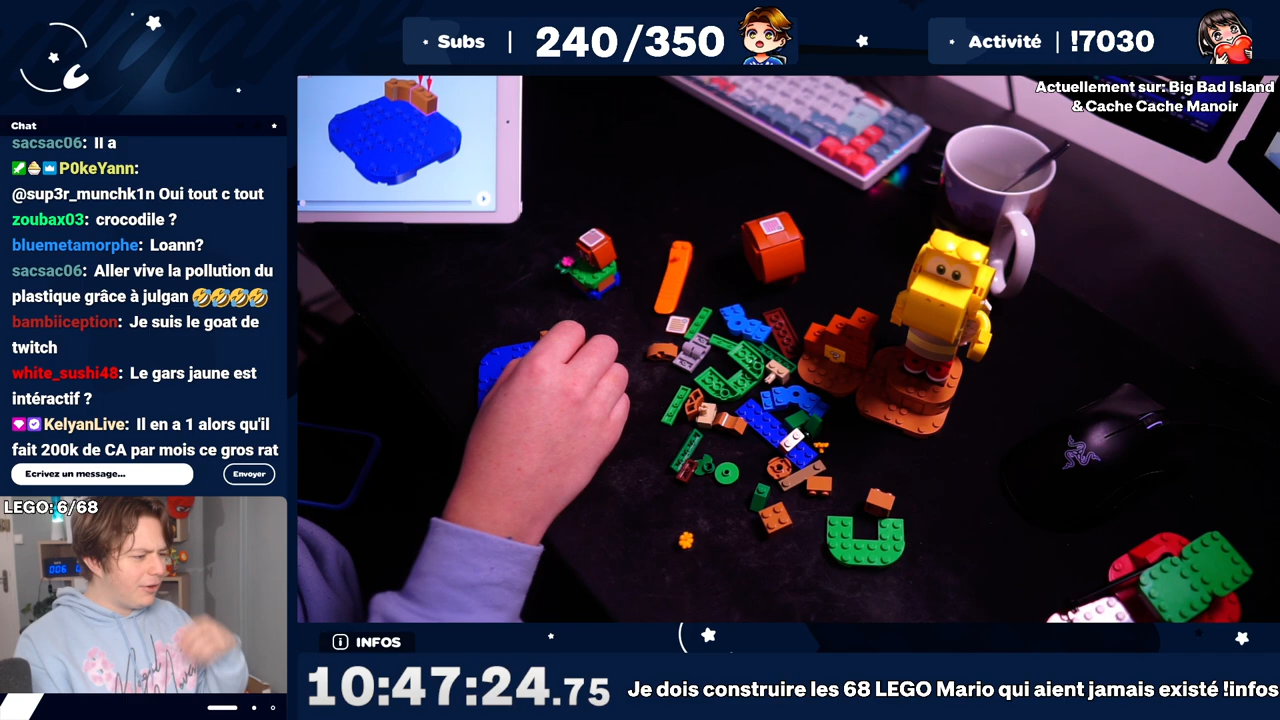 Subs | 240/350
Activité | !7030
Actuellement sur: Big Bad Island
& Cache Cache Manoir
Chat
sacsac06: Il a
P0keYann:
@sup3r_munchk1n Oui tout c tout
zoubax03: crocodile ?
bluemetamorphe: Loann?
sacsac06: Aller vive la pollution du
plastique grâce à julgan 🤣🤣🤣🤣
bambiiception: Je suis le goat de
twitch
white_sushi48: Le gars jaune est
intéractif ?
KelyanLive: Il en a 1 alors qu'il
fait 200k de CA par mois ce gros rat
Ecrivez un message...
Envoyer
LEGO: 6/68
INFOS
10:47:24.75
Je dois construire les 68 LEGO Mario qui aient jamais existé !infos